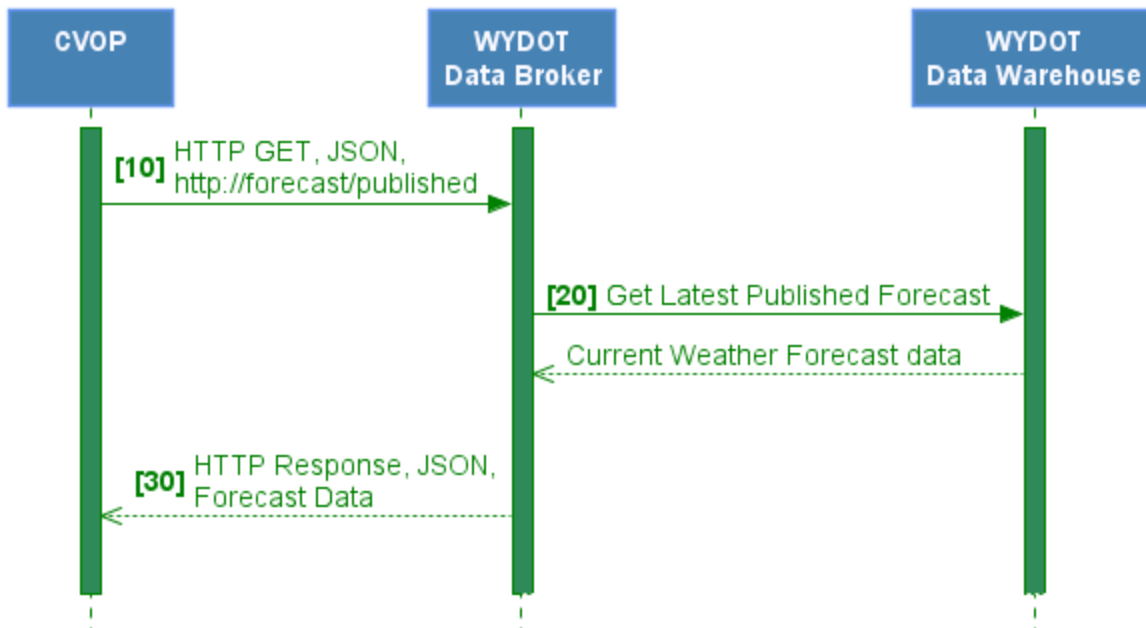 CVOP
WYDOT
Data Broker
WYDOT
Data Warehouse
[10] HTTP GET, JSON,
http://forecast/published
[20] Get Latest Published Forecast
Current Weather Forecast data
[30] HTTP Response, JSON,
Forecast Data